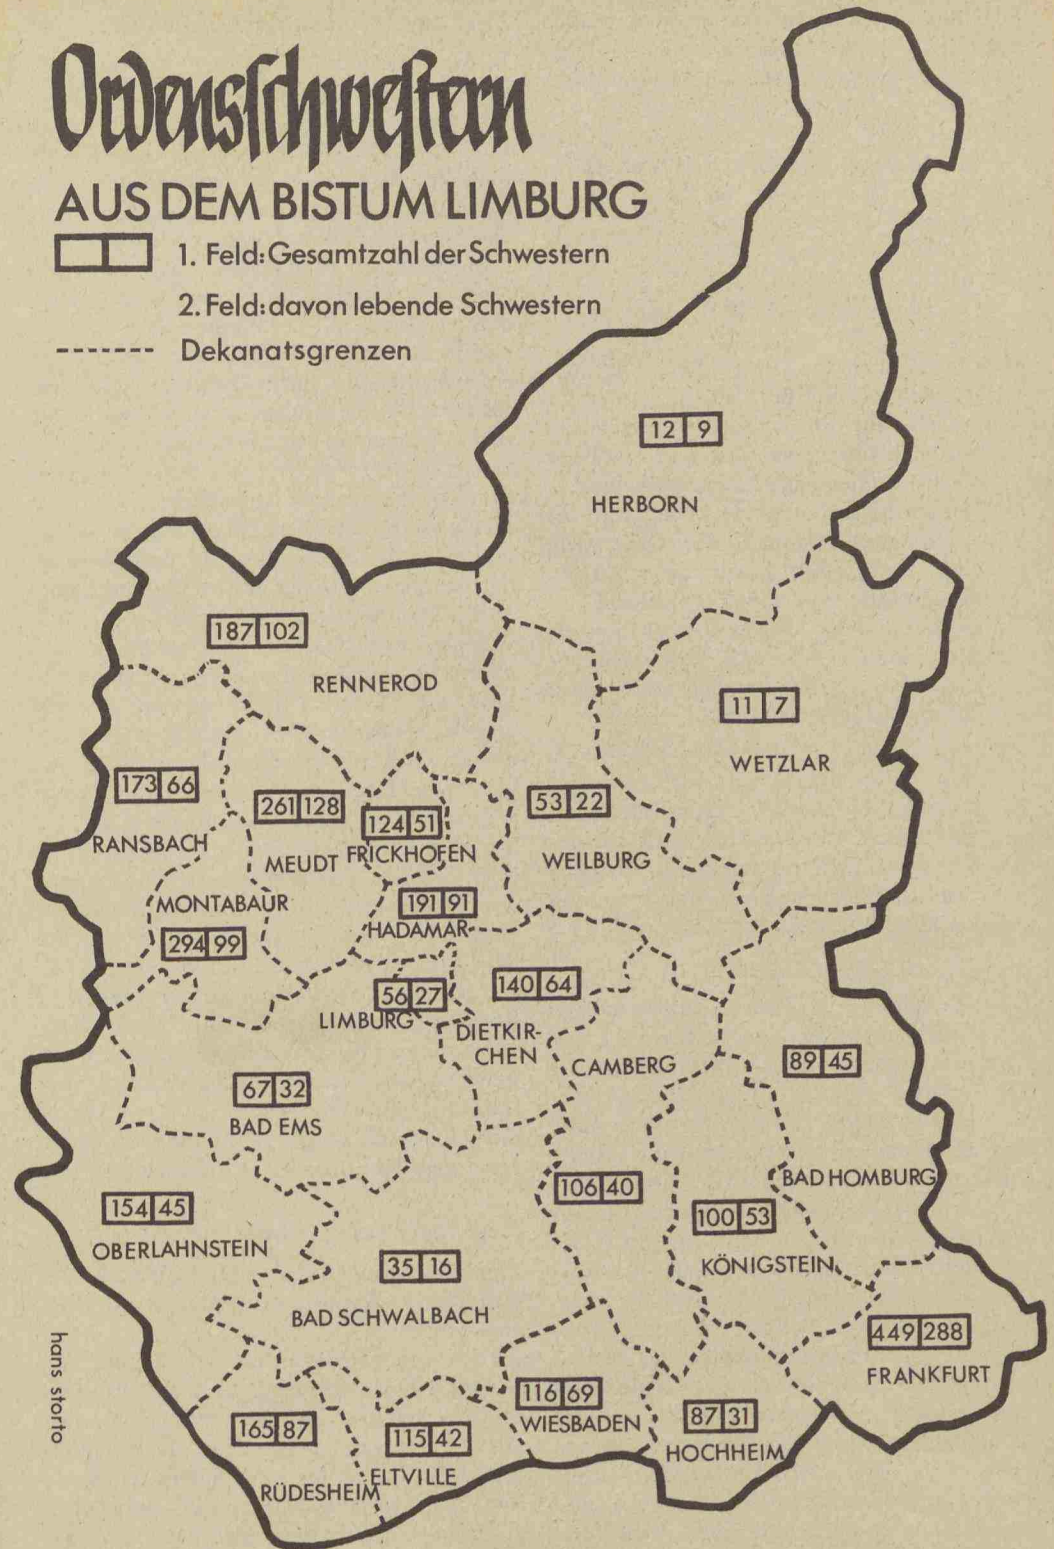 Ordensschwestern
AUS DEM BISTUM LIMBURG
1. Feld: Gesamtzahl der Schwestern
2. Feld: davon lebende Schwestern
Dekanatsgrenzen
12 9
HERBORN
187 102
RENNEROD
11 7
WETZLAR
173 66
RANSBACH
261 128
MEUDT
124 51
FRICKHOFEN
53 22
WEILBURG
MONTABAUR
294 99
191 91
HADAMAR
56 27
LIMBURG
140 64
DIETKIR-
CHEN
CAMBERG
106 40
89 45
BAD HOMBURG
67 32
BAD EMS
154 45
OBERLAHNSTEIN
100 53
KÖNIGSTEIN
35 16
BAD SCHWALBACH
449 288
FRANKFURT
116 69
WIESBADEN
87 31
HOCHHEIM
165 87
RÜDESHEIM
115 42
ELTVILLE
hans storto